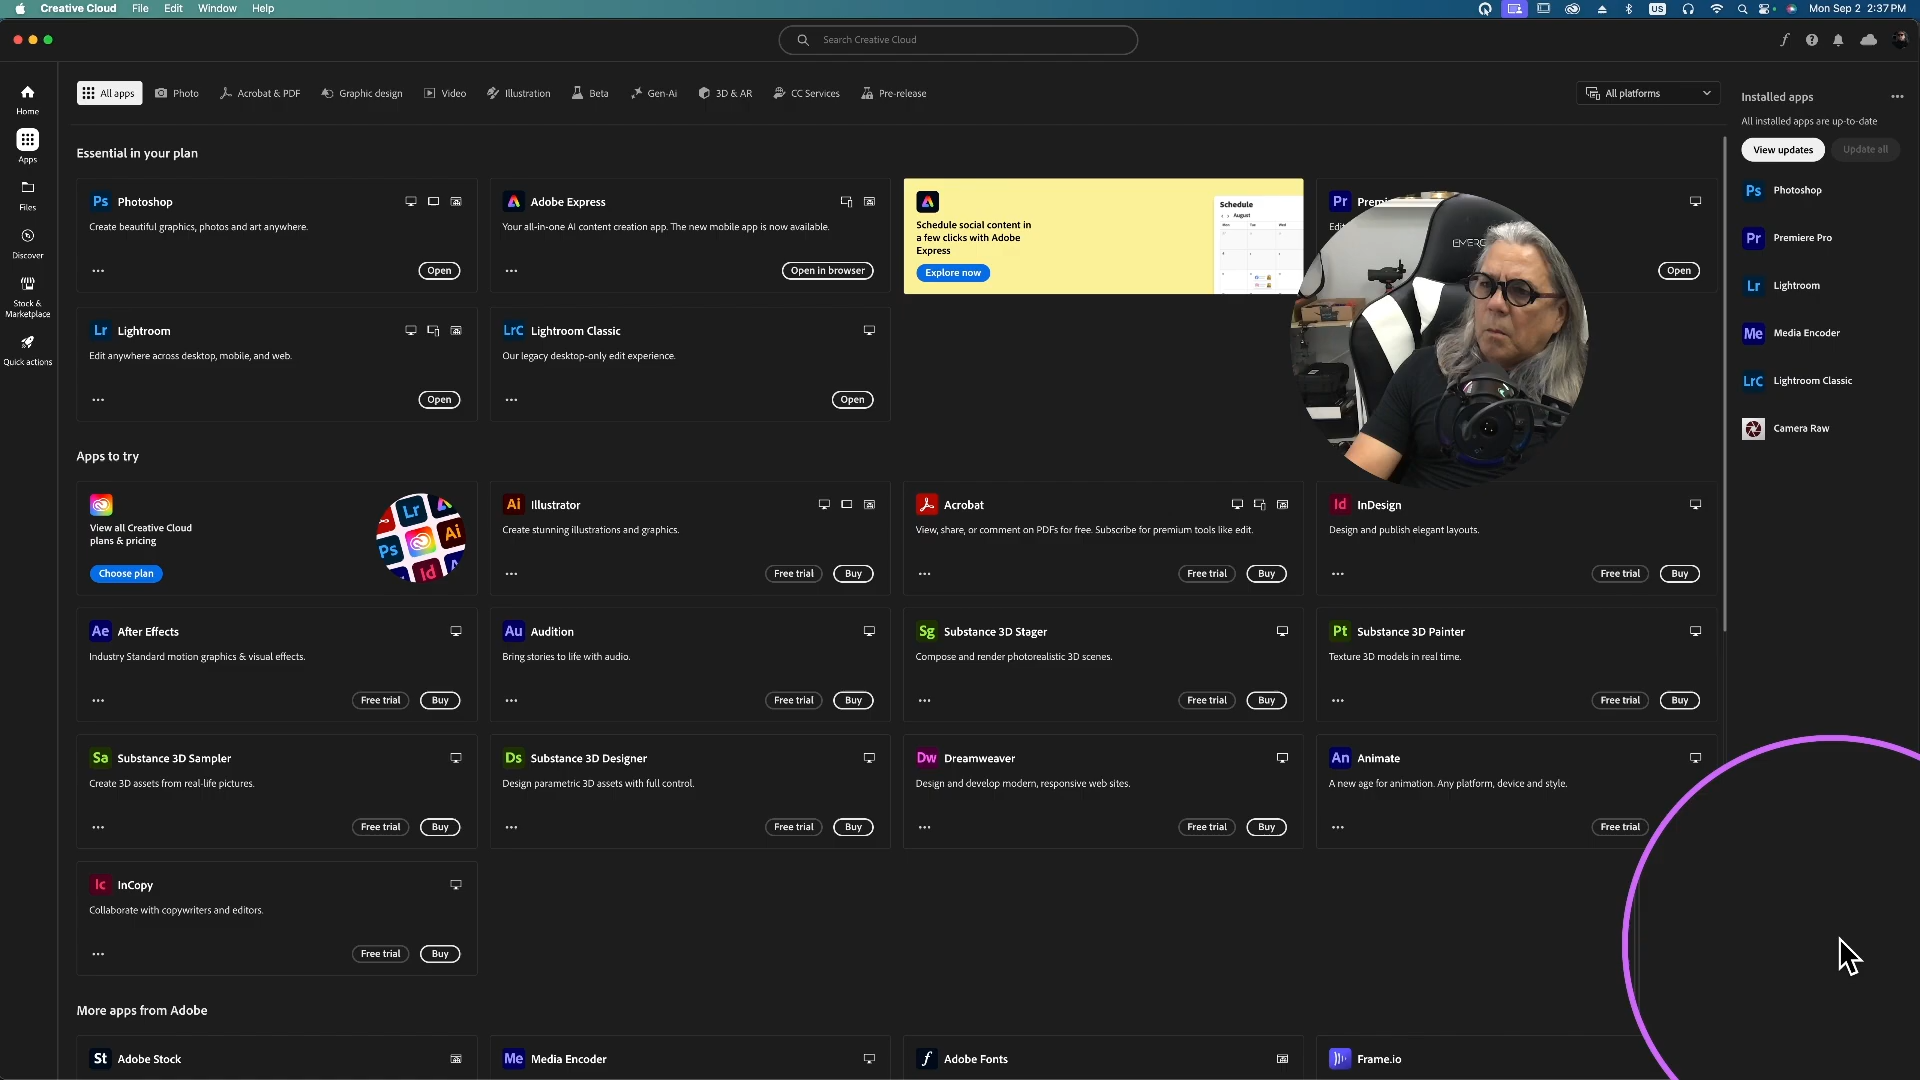 Creative Cloud File Edit Window Help
US Mon Sep 2 2:37 PM
Search Creative Cloud
All apps Photo Acrobat & PDF Graphic design Video Illustration Beta Gen-Ai 3D & AR CC Services Pre-release
All platforms
Home
Apps
Files
Discover
Stock &
Marketplace
Quick actions
Essential in your plan
Ps Photoshop
Create beautiful graphics, photos and art anywhere.
Open
Adobe Express
Your all-in-one AI content creation app. The new mobile app is now available.
Open in browser
Schedule social content in
a few clicks with Adobe
Express
Explore now
Schedule
August
Pr
Open
Lr Lightroom
Edit anywhere across desktop, mobile, and web.
Open
LrC Lightroom Classic
Our legacy desktop-only edit experience.
Open
Apps to try
View all Creative Cloud
plans & pricing
Choose plan
Lr
Ai
Ps
Id
Ai Illustrator
Create stunning illustrations and graphics.
Free trial Buy
Acrobat
View, share, or comment on PDFs for free. Subscribe for premium tools like edit.
Free trial Buy
Id InDesign
Design and publish elegant layouts.
Free trial Buy
Ae After Effects
Industry Standard motion graphics & visual effects.
Free trial Buy
Au Audition
Bring stories to life with audio.
Free trial Buy
Sg Substance 3D Stager
Compose and render photorealistic 3D scenes.
Free trial Buy
Pt Substance 3D Painter
Texture 3D models in real time.
Free trial Buy
Sa Substance 3D Sampler
Create 3D assets from real-life pictures.
Free trial Buy
Ds Substance 3D Designer
Design parametric 3D assets with full control.
Free trial Buy
Dw Dreamweaver
Design and develop modern, responsive web sites.
Free trial Buy
An Animate
A new age for animation. Any platform, device and style.
Free trial
Ic InCopy
Collaborate with copywriters and editors.
Free trial Buy
More apps from Adobe
St Adobe Stock
Me Media Encoder
Adobe Fonts
Frame.io
Installed apps
All installed apps are up-to-date
View updates Update all
Ps Photoshop
Pr Premiere Pro
Lr Lightroom
Me Media Encoder
LrC Lightroom Classic
Camera Raw